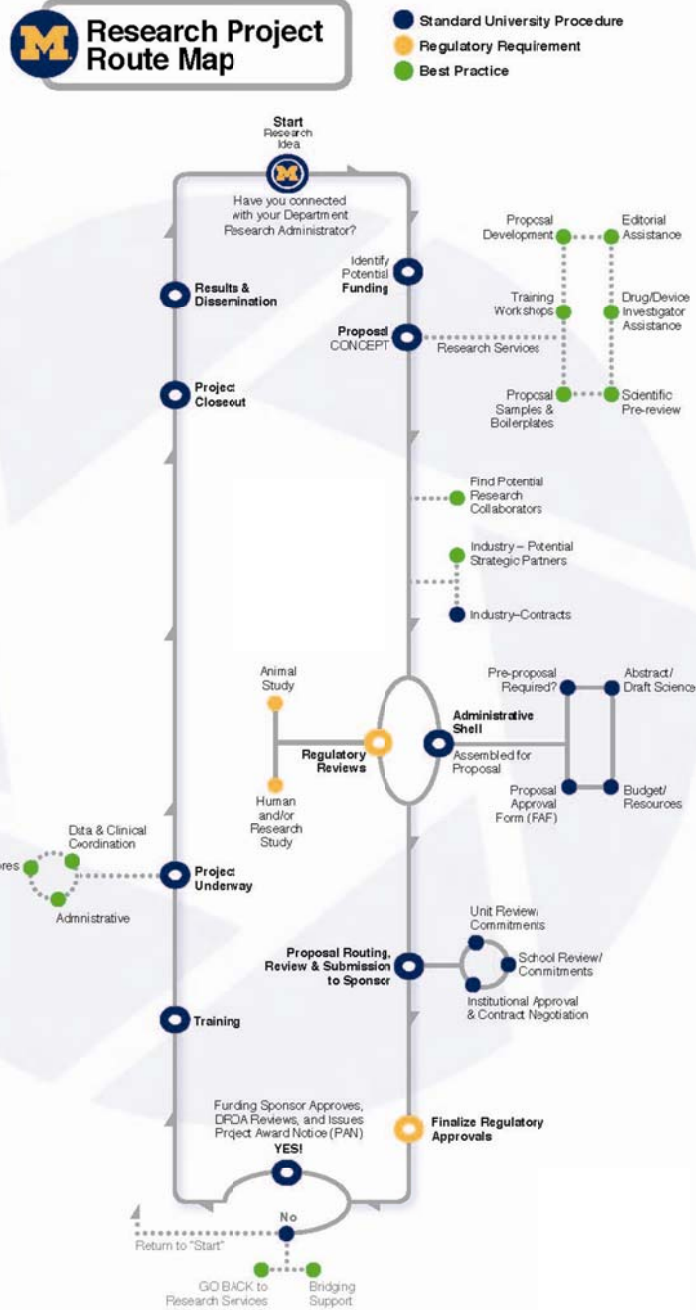 M
Research Project
Route Map
Standard University Procedure
Regulatory Requirement
Best Practice
Start
Research
Idea
M
Have you connected
with your Department
Research Administrator?
Identify
Potential
Funding
Proposal
CONCEPT
Research Services
Proposal
Development
Editorial
Assistance
Training
Workshops
Drug/Device
Investigator
Assistance
Proposal
Samples &
Boilerplates
Scientific
Pre-review
Results &
Dissemination
Project
Closeout
Find Potential
Research
Collaborators
Industry – Potential
Strategic Partners
Industry–Contracts
Animal
Study
Regulatory
Reviews
Human
and/or
Research
Study
Administrative
Shell
Assembled for
Proposal
Pre-proposal
Required?
Abstract/
Draft Science
Proposal
Approval
Form (PAF)
Budget/
Resources
Data & Clinical
Coordination
ores
Administrative
Project
Underway
Proposal Routing,
Review & Submission
to Sponsor
Unit Review/
Commitments
School Review/
Commitments
Institutional Approval
& Contract Negotiation
Training
Funding Sponsor Approves,
DRDA Reviews, and Issues
Project Award Notice (PAN)
YES!
Finalize Regulatory
Approvals
No
Return to "Start"
GO BACK to
Research Services
Bridging
Support